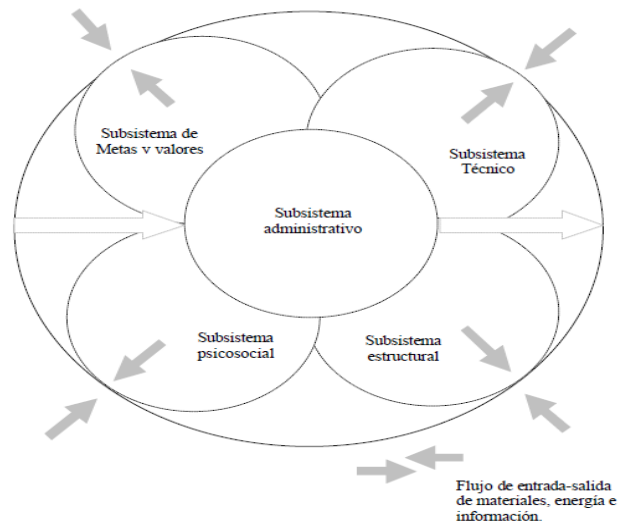 Subsistema de
Metas v valores
Subsistema
Técnico
Subsistema
administrativo
Subsistema
psicosocial
Subsistema
estructural
Flujo de entrada-salida
de materiales, energía e
información.